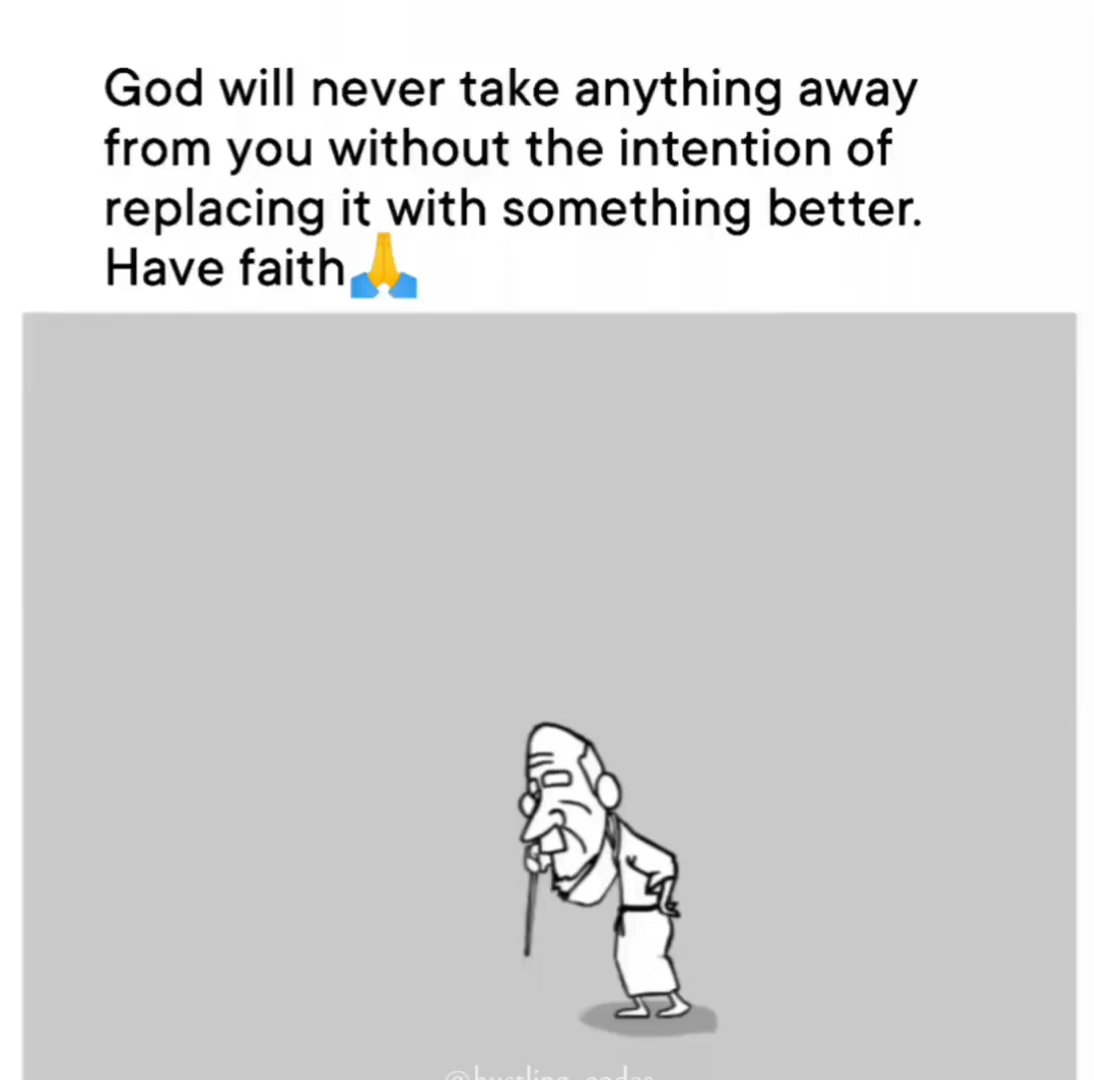 God will never take anything away
from you without the intention of
replacing it with something better.
Have faith🙏